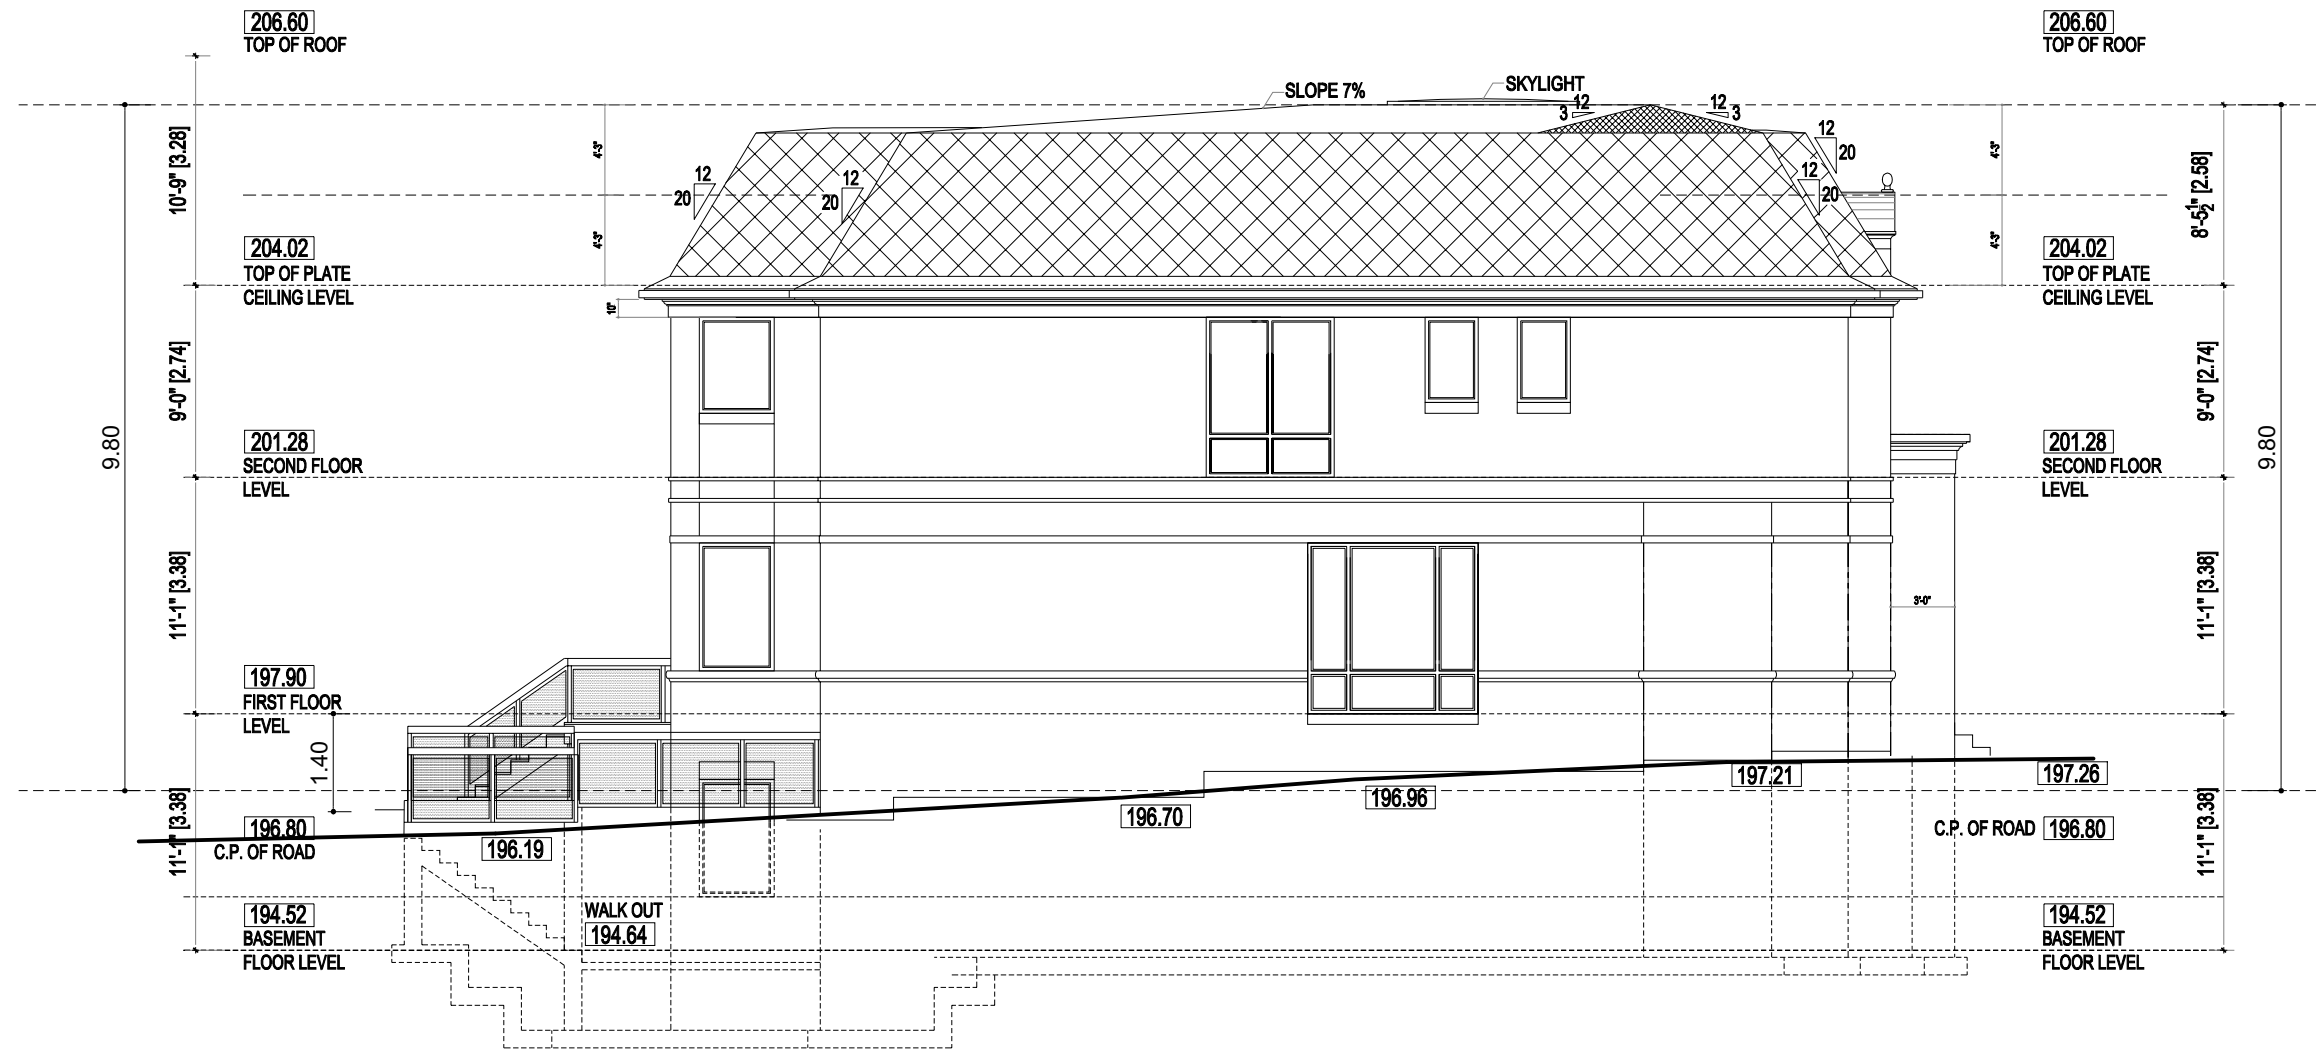 206.60
TOP OF ROOF
206.60
TOP OF ROOF
SLOPE 7%
SKYLIGHT
12
3
12
3
12
20
12
20
12
20
12
20
10'-9" [3.28]
4'-3"
4'-3"
4'-3"
4'-3"
8'-5 1/2" [2.58]
204.02
TOP OF PLATE
CEILING LEVEL
204.02
TOP OF PLATE
CEILING LEVEL
10"
9'-0" [2.74]
9'-0" [2.74]
9.80
9.80
201.28
SECOND FLOOR
LEVEL
201.28
SECOND FLOOR
LEVEL
11'-1" [3.38]
11'-1" [3.38]
3'-0"
197.90
FIRST FLOOR
LEVEL
1.40
197.21
197.26
196.96
196.70
196.80
C.P. OF ROAD
C.P. OF ROAD 196.80
196.19
11'-1" [3.38]
11'-1" [3.38]
WALK OUT
194.64
194.52
BASEMENT
FLOOR LEVEL
194.52
BASEMENT
FLOOR LEVEL